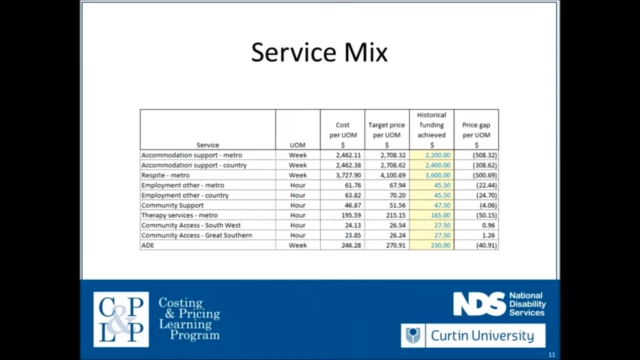 Service Mix
Service UOM Cost per UOM $ Target price per UOM $ Historical funding achieved $ Price gap per UOM $
Accommodation support - metro Week 2,462.11 2,708.32 2,200.00 (508.32)
Accommodation support - country Week 2,462.38 2,708.62 2,400.00 (308.62)
Respite - metro Week 3,727.90 4,100.69 3,600.00 (500.69)
Employment other - metro Hour 61.76 67.94 45.50 (22.44)
Employment other - country Hour 63.82 70.20 45.50 (24.70)
Community Support Hour 46.87 51.56 47.50 (4.06)
Therapy services - metro Hour 195.59 215.15 165.00 (50.15)
Community Access - South West Hour 24.13 26.54 27.50 0.96
Community Access - Great Southern Hour 23.85 26.24 27.50 1.26
ADE Week 246.28 270.91 230.00 (40.91)
C&P
L P
Costing
& Pricing
Learning
Program
NDS
National
Disability
Services
Curtin University
11